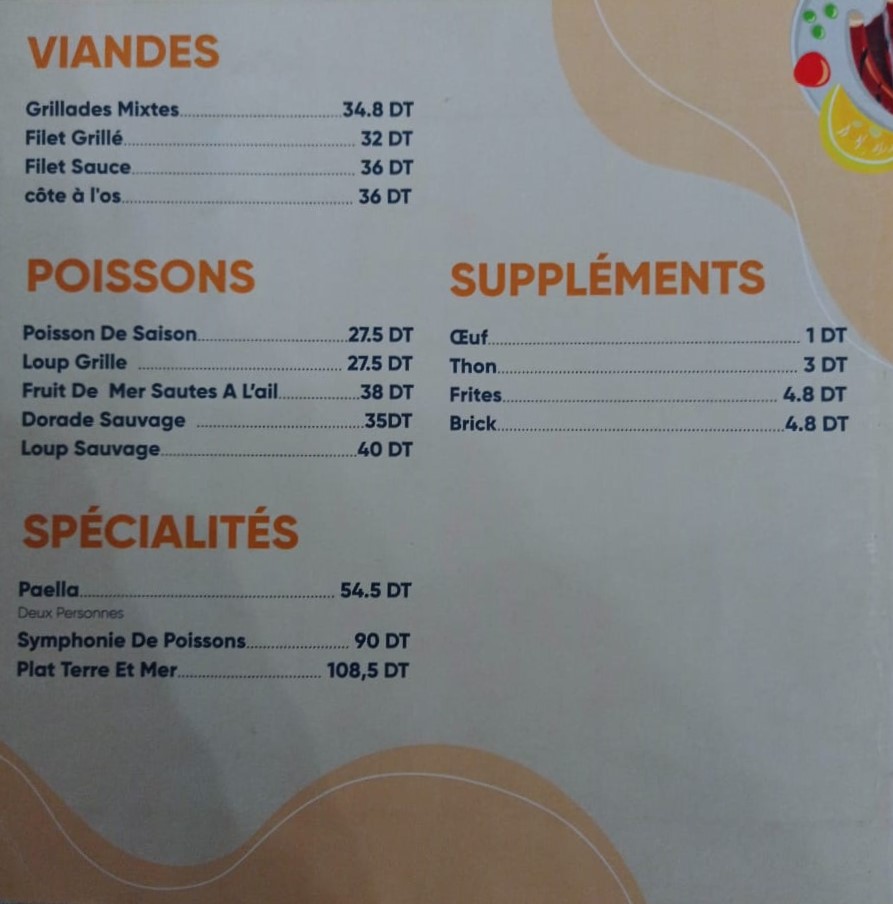 VIANDES
Grillades Mixtes 34.8 DT
Filet Grillé 32 DT
Filet Sauce 36 DT
côte à l'os 36 DT
POISSONS
Poisson De Saison 27.5 DT
Loup Grille 27.5 DT
Fruit De Mer Sautes A L'ail 38 DT
Dorade Sauvage 35DT
Loup Sauvage 40 DT
SUPPLÉMENTS
Œuf 1 DT
Thon 3 DT
Frites 4.8 DT
Brick 4.8 DT
SPÉCIALITÉS
Paella 54.5 DT
Deux Personnes
Symphonie De Poissons 90 DT
Plat Terre Et Mer 108,5 DT